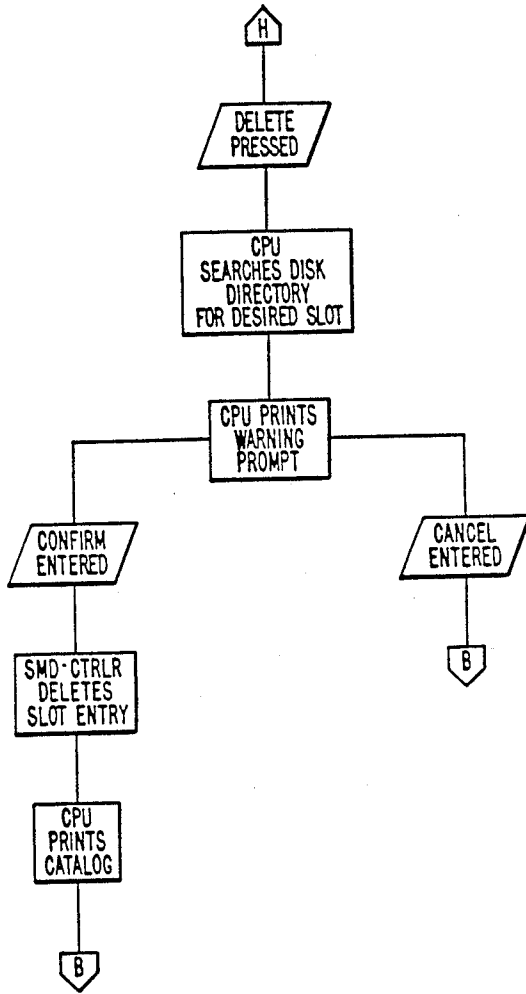 H
DELETE
PRESSED
CPU
SEARCHES DISK
DIRECTORY
FOR DESIRED SLOT
CPU PRINTS
WARNING
PROMPT
CONFIRM
ENTERED
CANCEL
ENTERED
SMD-CTRLR
DELETES
SLOT ENTRY
B
CPU
PRINTS
CATALOG
B